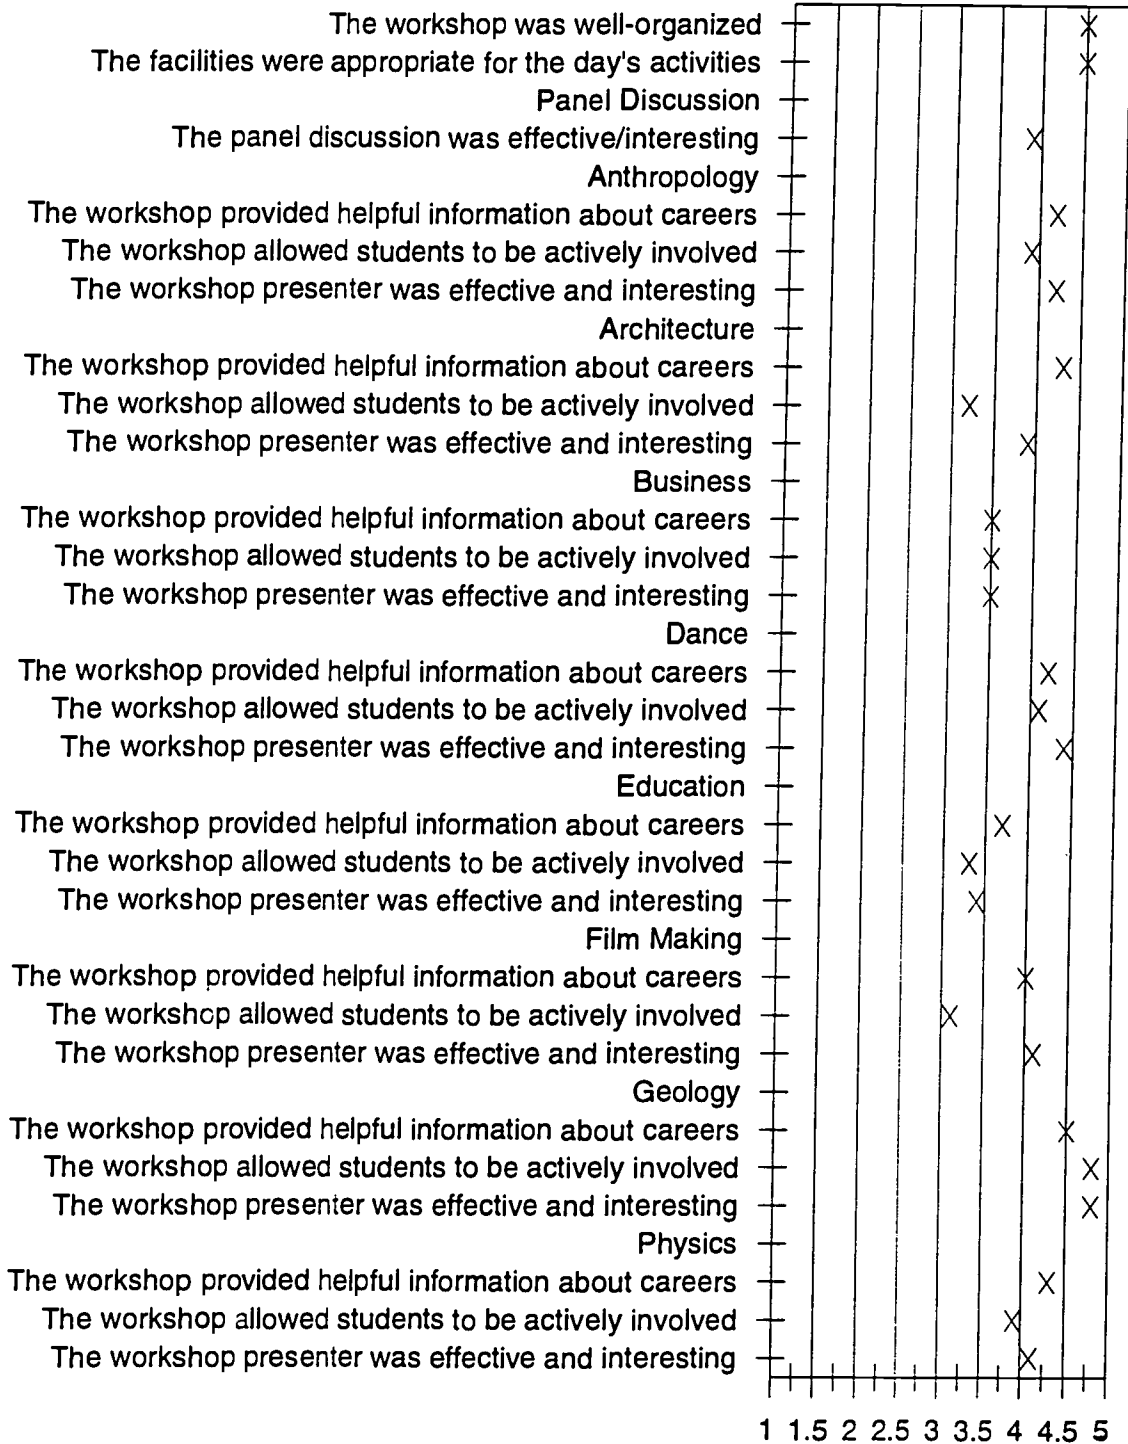 The workshop was well-organized
The facilities were appropriate for the day's activities
Panel Discussion
The panel discussion was effective/interesting
Anthropology
The workshop provided helpful information about careers
The workshop allowed students to be actively involved
The workshop presenter was effective and interesting
Architecture
The workshop provided helpful information about careers
The workshop allowed students to be actively involved
The workshop presenter was effective and interesting
Business
The workshop provided helpful information about careers
The workshop allowed students to be actively involved
The workshop presenter was effective and interesting
Dance
The workshop provided helpful information about careers
The workshop allowed students to be actively involved
The workshop presenter was effective and interesting
Education
The workshop provided helpful information about careers
The workshop allowed students to be actively involved
The workshop presenter was effective and interesting
Film Making
The workshop provided helpful information about careers
The workshop allowed students to be actively involved
The workshop presenter was effective and interesting
Geology
The workshop provided helpful information about careers
The workshop allowed students to be actively involved
The workshop presenter was effective and interesting
Physics
The workshop provided helpful information about careers
The workshop allowed students to be actively involved
The workshop presenter was effective and interesting
1 1.5 2 2.5 3 3.5 4 4.5 5